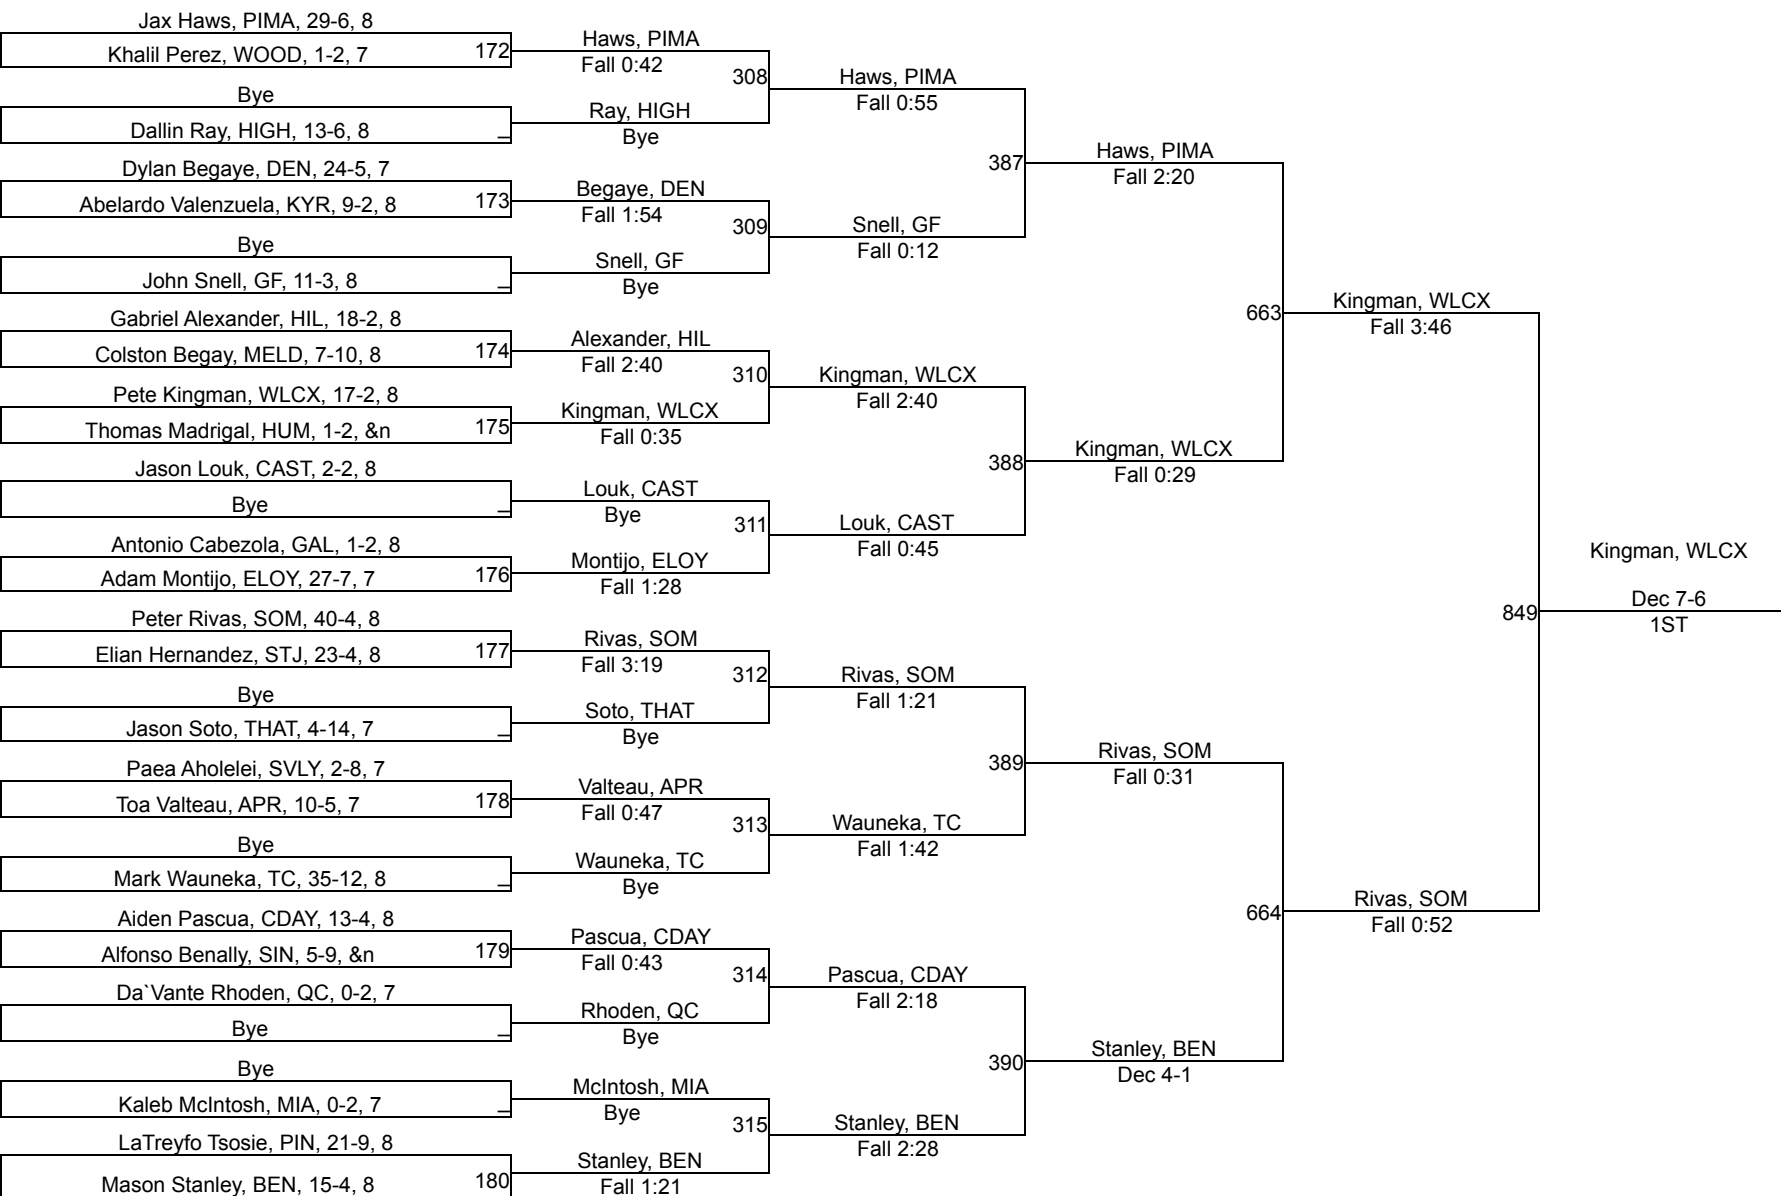 Jax Haws, PIMA, 29-6, 8
Khalil Perez, WOOD, 1-2, 7
172
Bye
Dallin Ray, HIGH, 13-6, 8
Dylan Begaye, DEN, 24-5, 7
Abelardo Valenzuela, KYR, 9-2, 8
173
Bye
John Snell, GF, 11-3, 8
Gabriel Alexander, HIL, 18-2, 8
Colston Begay, MELD, 7-10, 8
174
Pete Kingman, WLCX, 17-2, 8
Thomas Madrigal, HUM, 1-2, &n
175
Jason Louk, CAST, 2-2, 8
Bye
Antonio Cabezola, GAL, 1-2, 8
Adam Montijo, ELOY, 27-7, 7
176
Peter Rivas, SOM, 40-4, 8
Elian Hernandez, STJ, 23-4, 8
177
Bye
Jason Soto, THAT, 4-14, 7
Paea Aholelei, SVLY, 2-8, 7
Toa Valteau, APR, 10-5, 7
178
Bye
Mark Wauneka, TC, 35-12, 8
Aiden Pascua, CDAY, 13-4, 8
Alfonso Benally, SIN, 5-9, &n
179
Da`Vante Rhoden, QC, 0-2, 7
Bye
Bye
Kaleb McIntosh, MIA, 0-2, 7
LaTreyfo Tsosie, PIN, 21-9, 8
Mason Stanley, BEN, 15-4, 8
180
Haws, PIMA
Fall 0:42
308
Ray, HIGH
Bye
Begaye, DEN
Fall 1:54
309
Snell, GF
Bye
Alexander, HIL
Fall 2:40
310
Kingman, WLCX
Fall 0:35
Louk, CAST
Bye
311
Montijo, ELOY
Fall 1:28
Rivas, SOM
Fall 3:19
312
Soto, THAT
Bye
Valteau, APR
Fall 0:47
313
Wauneka, TC
Bye
Pascua, CDAY
Fall 0:43
314
Rhoden, QC
Bye
McIntosh, MIA
Bye
315
Stanley, BEN
Fall 1:21
Haws, PIMA
Fall 0:55
387
Snell, GF
Fall 0:12
Kingman, WLCX
Fall 2:40
388
Louk, CAST
Fall 0:45
Rivas, SOM
Fall 1:21
389
Wauneka, TC
Fall 1:42
Pascua, CDAY
Fall 2:18
390
Stanley, BEN
Fall 2:28
Haws, PIMA
Fall 2:20
663
Kingman, WLCX
Fall 0:29
Rivas, SOM
Fall 0:31
664
Stanley, BEN
Dec 4-1
Kingman, WLCX
Fall 3:46
849
Rivas, SOM
Fall 0:52
Kingman, WLCX
Dec 7-6
1ST